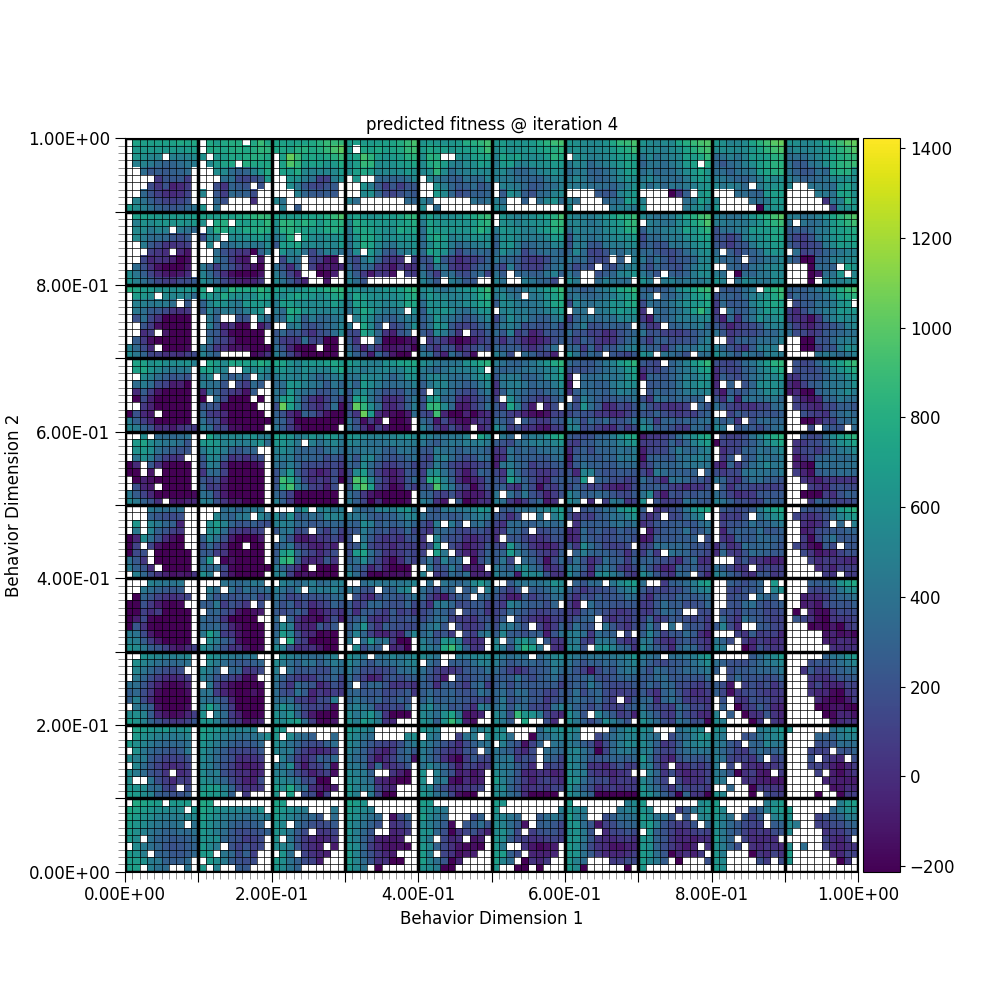 predicted fitness @ iteration 4
1.00E+00
8.00E-01
6.00E-01
4.00E-01
2.00E-01
0.00E+00
Behavior Dimension 2
0.00E+00 2.00E-01 4.00E-01 6.00E-01 8.00E-01 1.00E+00
Behavior Dimension 1
1400
1200
1000
800
600
400
200
0
−200